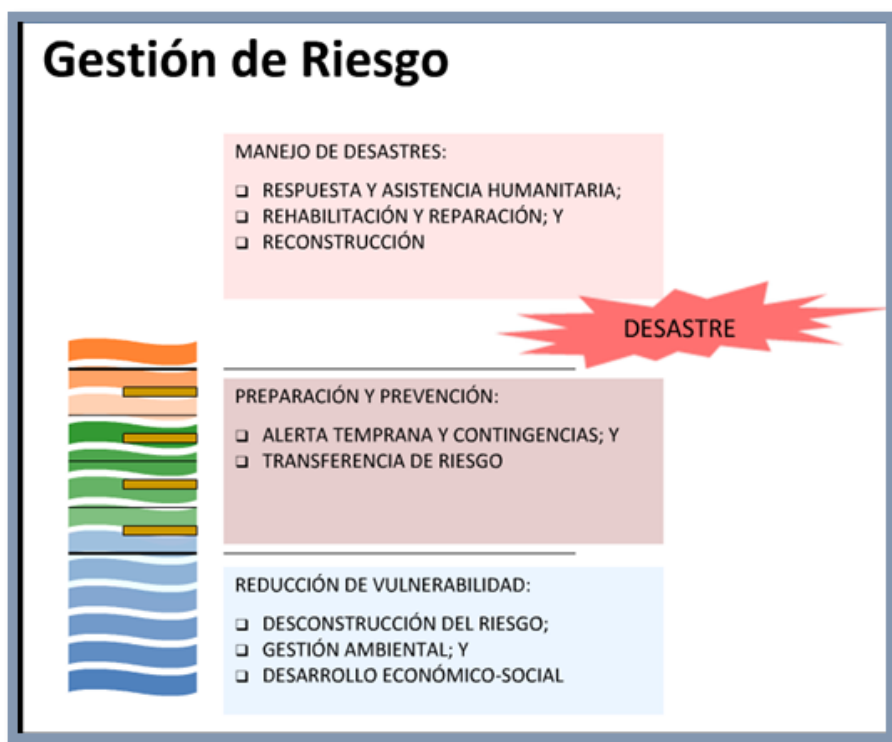 Gestión de Riesgo
MANEJO DE DESASTRES:
❑ RESPUESTA Y ASISTENCIA HUMANITARIA;
❑ REHABILITACIÓN Y REPARACIÓN; Y
❑ RECONSTRUCCIÓN
DESASTRE
PREPARACIÓN Y PREVENCIÓN:
❑ ALERTA TEMPRANA Y CONTINGENCIAS; Y
❑ TRANSFERENCIA DE RIESGO
REDUCCIÓN DE VULNERABILIDAD:
❑ DESCONSTRUCCIÓN DEL RIESGO;
❑ GESTIÓN AMBIENTAL; Y
❑ DESARROLLO ECONÓMICO-SOCIAL